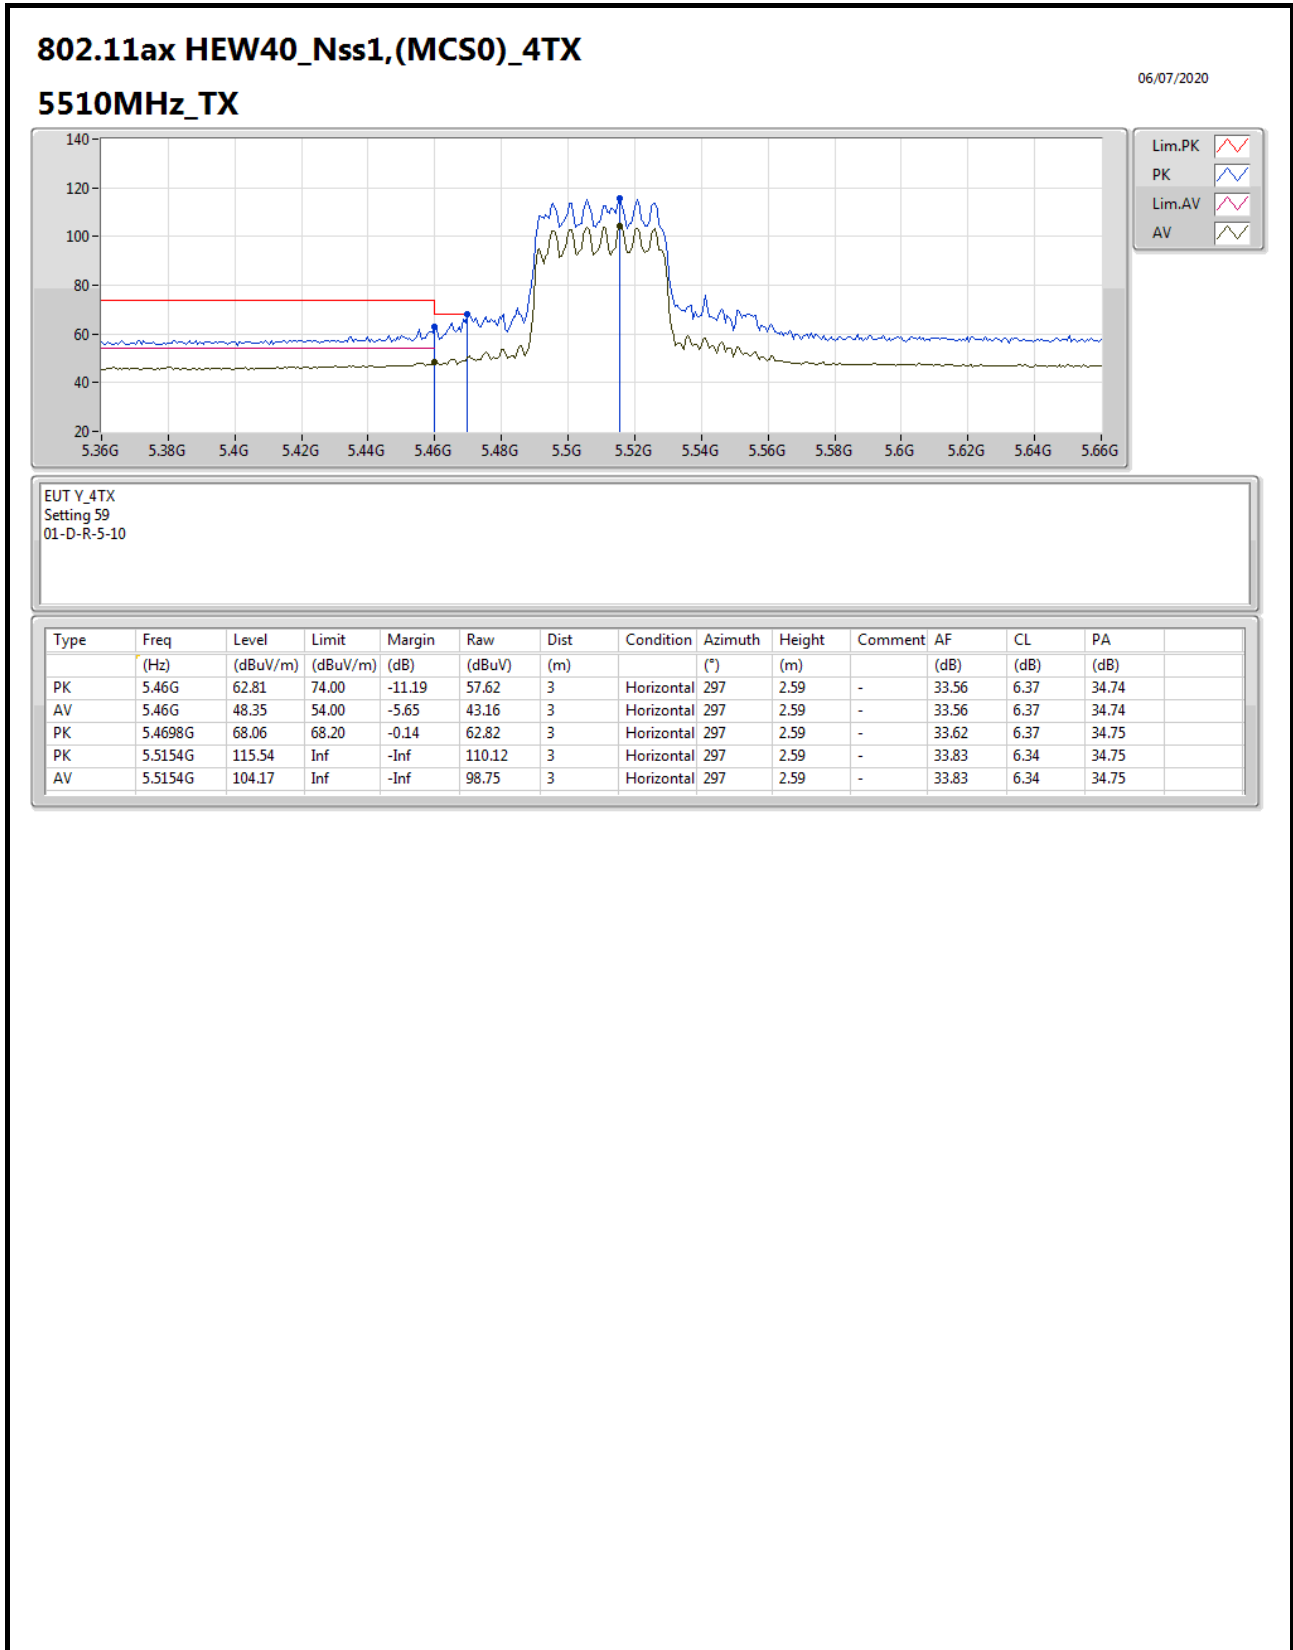 802.11ax HEW40_Nss1,(MCS0)_4TX
06/07/2020
5510MHz_TX
140
120
100
80
60
40
20
5.36G 5.38G 5.4G 5.42G 5.44G 5.46G 5.48G 5.5G 5.52G 5.54G 5.56G 5.58G 5.6G 5.62G 5.64G 5.66G
Lim.PK
PK
Lim.AV
AV
EUT Y_4TX
Setting 59
01-D-R-5-10
Type Freq Level Limit Margin Raw Dist Condition Azimuth Height Comment AF CL PA
(Hz) (dBuV/m) (dBuV/m) (dB) (dBuV) (m) (°) (m) (dB) (dB) (dB)
PK 5.46G 62.81 74.00 -11.19 57.62 3 Horizontal 297 2.59 - 33.56 6.37 34.74
AV 5.46G 48.35 54.00 -5.65 43.16 3 Horizontal 297 2.59 - 33.56 6.37 34.74
PK 5.4698G 68.06 68.20 -0.14 62.82 3 Horizontal 297 2.59 - 33.62 6.37 34.75
PK 5.5154G 115.54 Inf -Inf 110.12 3 Horizontal 297 2.59 - 33.83 6.34 34.75
AV 5.5154G 104.17 Inf -Inf 98.75 3 Horizontal 297 2.59 - 33.83 6.34 34.75